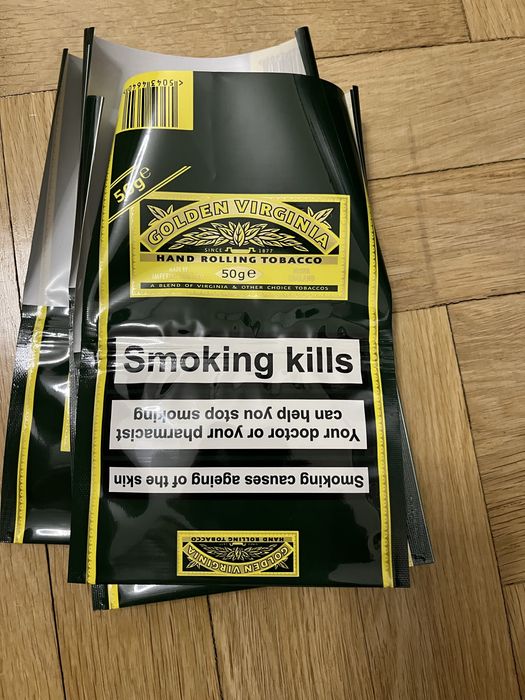 <5043464
50g℮
GOLDEN VIRGINIA
SINCE 1877
HAND ROLLING TOBACCO
50g℮
A BLEND OF VIRGINIA & OTHER CHOICE TOBACCOS
Smoking kills
Your doctor or your pharmacist
can help you stop smoking
Smoking causes ageing of the skin
GOLDEN VIRGINIA
HAND ROLLING TOBACCO